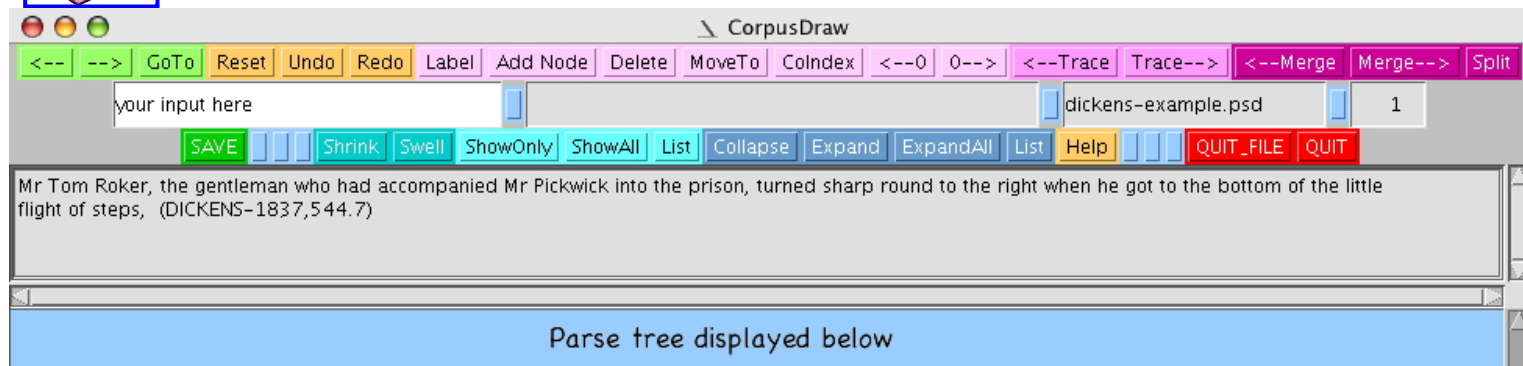 CorpusDraw
<-- --> GoTo Reset Undo Redo Label Add Node Delete MoveTo CoIndex <--0 0--> <--Trace Trace--> <--Merge Merge--> Split
your input here dickens-example.psd 1
SAVE Shrink Swell ShowOnly ShowAll List Collapse Expand ExpandAll List Help QUIT_FILE QUIT
Mr Tom Roker, the gentleman who had accompanied Mr Pickwick into the prison, turned sharp round to the right when he got to the bottom of the little
flight of steps, (DICKENS-1837,544.7)
Parse tree displayed below